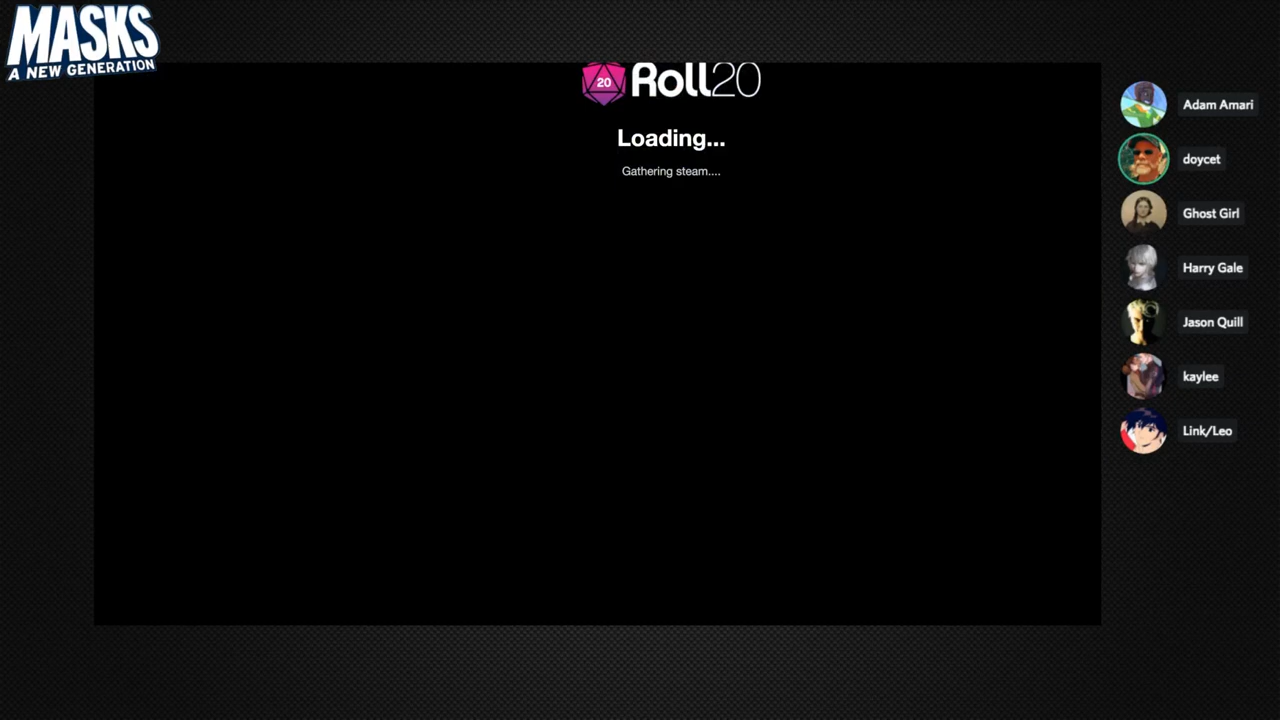 MASKS
A NEW GENERATION
20 Roll20
Loading...
Gathering steam....
Adam Amari
doycet
Ghost Girl
Harry Gale
Jason Quill
kaylee
Link/Leo